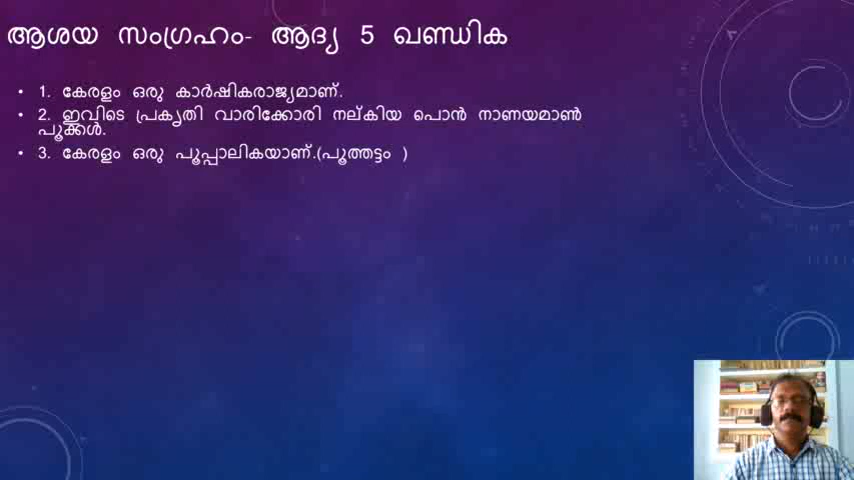 ആശയ സംഗ്രഹം- ആദ്യ 5 ഖണ്ഡിക
• 1. കേരളം ഒരു കാർഷികരാജ്യമാണ്.
• 2. ഇവിടെ പ്രകൃതി വാരിക്കോരി നല്കിയ പൊൻ നാണയമാൺ
പൂക്കൾ.
• 3. കേരളം ഒരു പൂപ്പാലികയാണ്.(പൂത്തട്ടം )